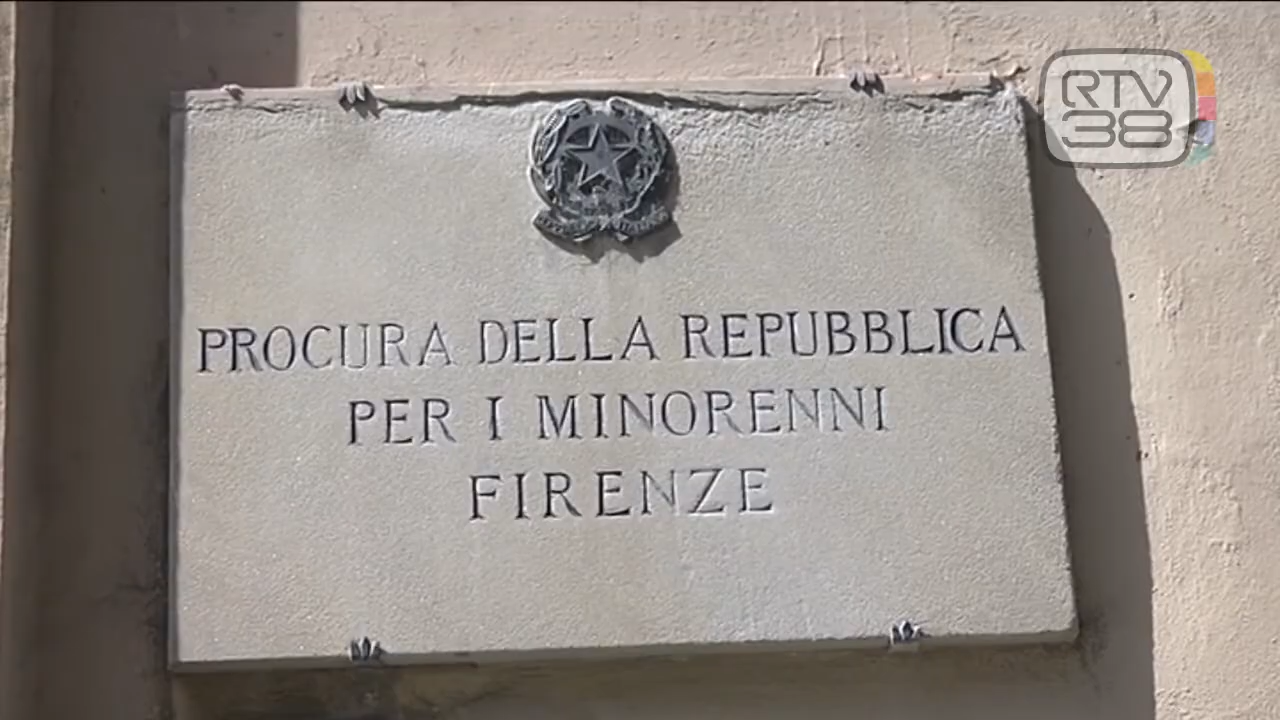 RTV
38
PROCURA DELLA REPUBBLICA
PER I MINORENNI
FIRENZE